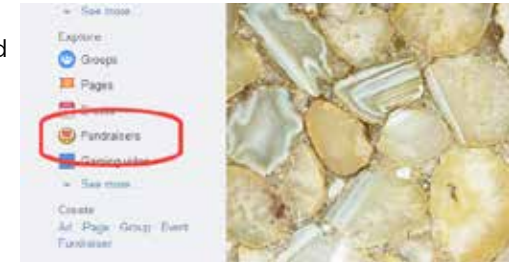 See more...
Explore
d
Groups
Pages
Fundraisers
Gaming video
See more...
Create
Ad Page Group Event
Fundraiser